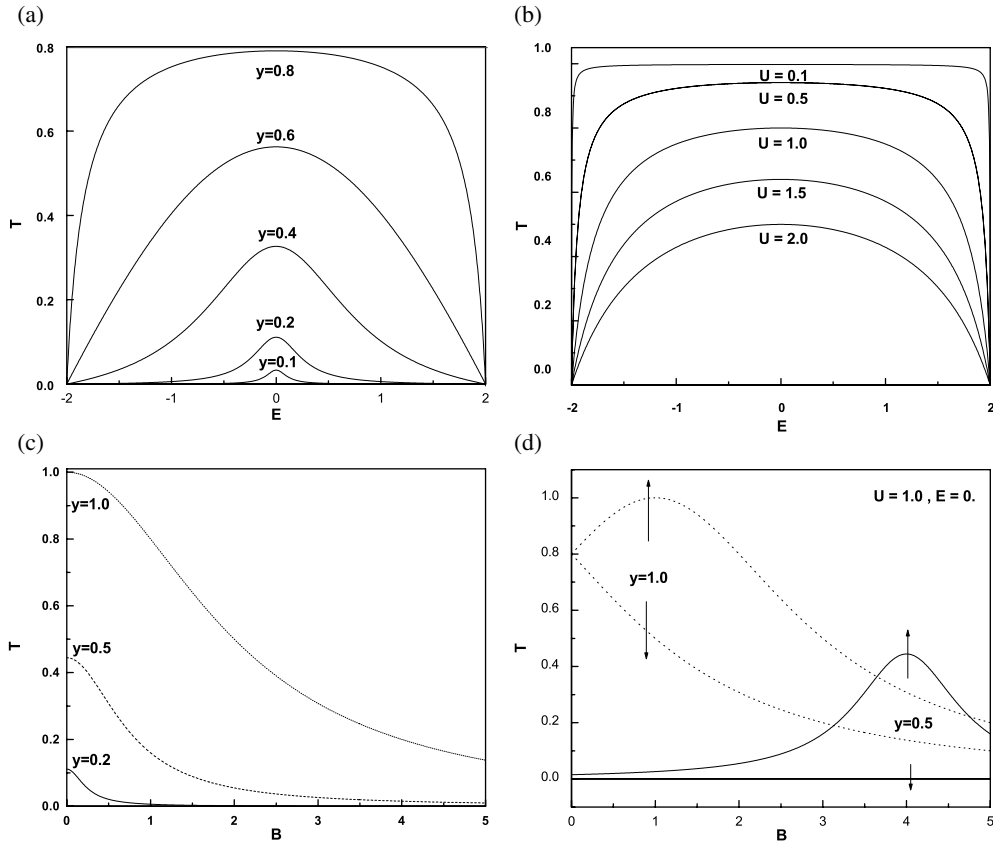 (a)
0.8
0.6
0.4
0.2
0.0
T
y=0.8
y=0.6
y=0.4
y=0.2
y=0.1
-2
-1
0
1
2
E
(b)
1.0
0.8
0.6
0.4
0.2
0.0
T
U = 0.1
U = 0.5
U = 1.0
U = 1.5
U = 2.0
-2
-1
0
1
2
E
(c)
1.0
0.8
0.6
0.4
0.2
0.0
T
y=1.0
y=0.5
y=0.2
0
1
2
3
4
5
B
(d)
1.0
0.8
0.6
0.4
0.2
0.0
T
U = 1.0 , E = 0.
y=1.0
y=0.5
0
1
2
3
4
5
B